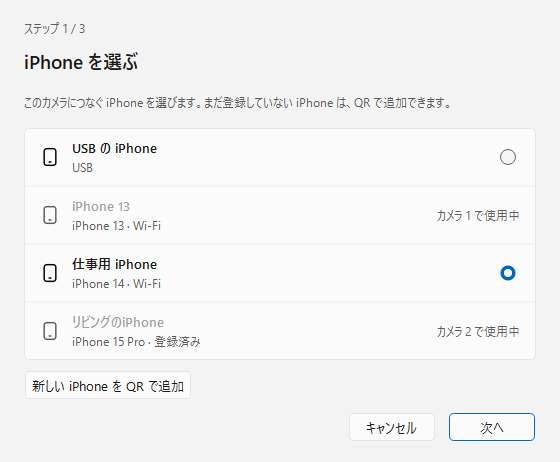 ステップ 1 / 3
iPhone を選ぶ
このカメラにつなぐ iPhone を選びます。まだ登録していない iPhone は、QR で追加できます。
USB の iPhone
USB
iPhone 13
iPhone 13 · Wi-Fi
カメラ 1 で使用中
仕事用 iPhone
iPhone 14 · Wi-Fi
リビングのiPhone
iPhone 15 Pro · 登録済み
カメラ 2 で使用中
新しい iPhone を QR で追加
キャンセル
次へ